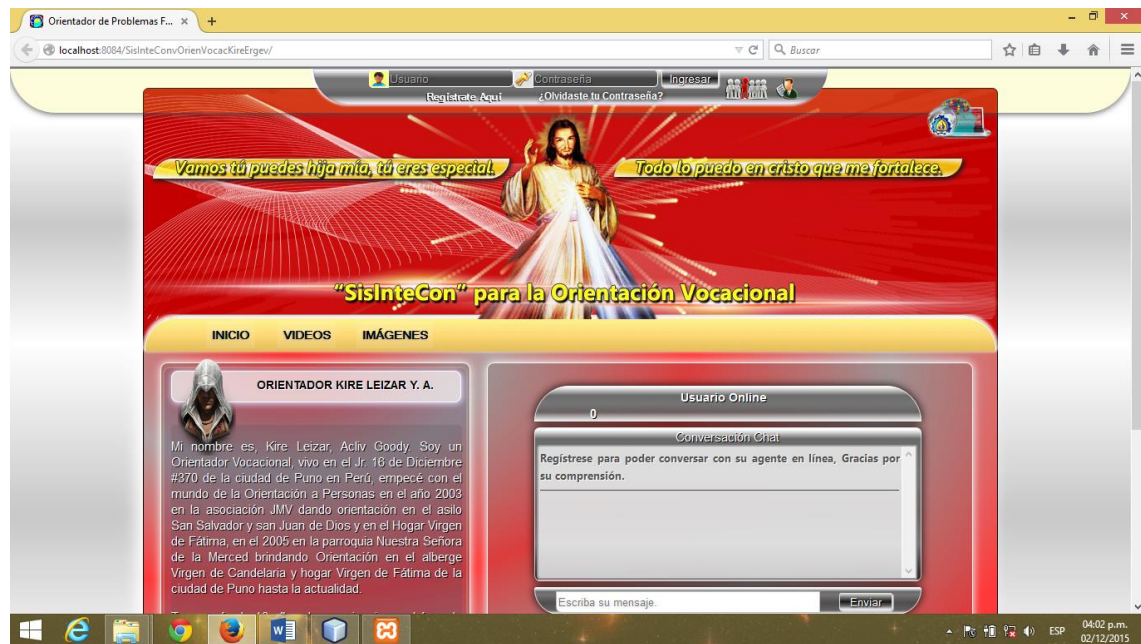 Orientador de Problemas F...
localhost:8084/SisInteConvOrienVocacKireErgev/
Buscar
Usuario
Contraseña
Ingresar
Registrate Aquí
¿Olvidaste tu Contraseña?
Vamos tú puedes hija mía, tú eres especial.
Todo lo puedo en cristo que me fortalece.
"SisInteCon" para la Orientación Vocacional
INICIO VIDEOS IMÁGENES
ORIENTADOR KIRE LEIZAR Y. A.
Mi nombre es, Kire Leizar, Acliv Goody. Soy un
Orientador Vocacional, vivo en el Jr. 16 de Diciembre
#370 de la ciudad de Puno en Perú, empecé con el
mundo de la Orientación a Personas en el año 2003
en la asociación JMV dando orientación en el asilo
San Salvador y san Juan de Dios y en el Hogar Virgen
de Fátima, en el 2005 en la parroquia Nuestra Señora
de la Merced brindando Orientación en el alberge
Virgen de Candelaria y hogar Virgen de Fátima de la
ciudad de Puno hasta la actualidad.
Usuario Online
0
Conversación Chat
Regístrese para poder conversar con su agente en línea, Gracias por
su comprensión.
Escriba su mensaje.
Enviar
ESP
04:02 p.m.
02/12/2015